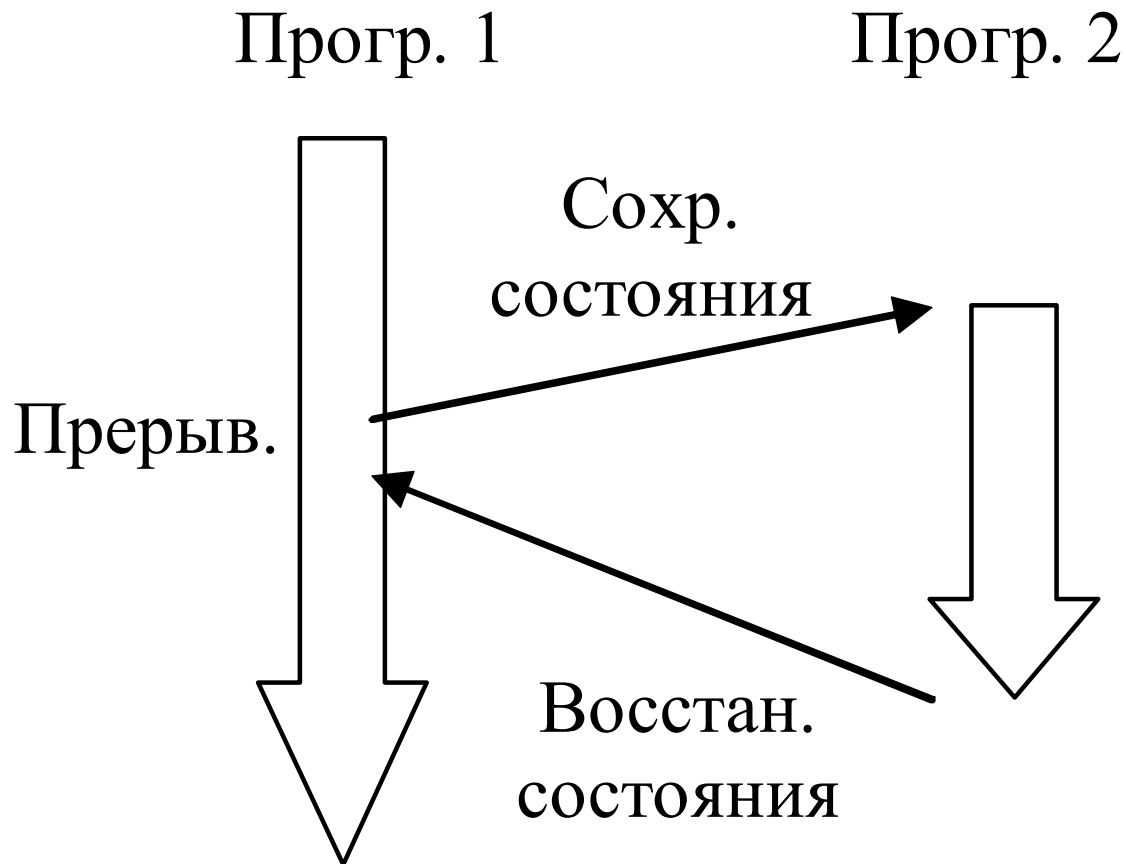 Прогр. 1
Прогр. 2
Сохр.
состояния
Прерыв.
Восстан.
состояния